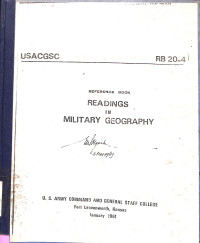 USACGSC RB 20-4
REFERENCE BOOK
READINGS
IN
MILITARY GEOGRAPHY
U. S. ARMY COMMAND AND GENERAL STAFF COLLEGE
Fort Leavenworth, Kansas
January 1964